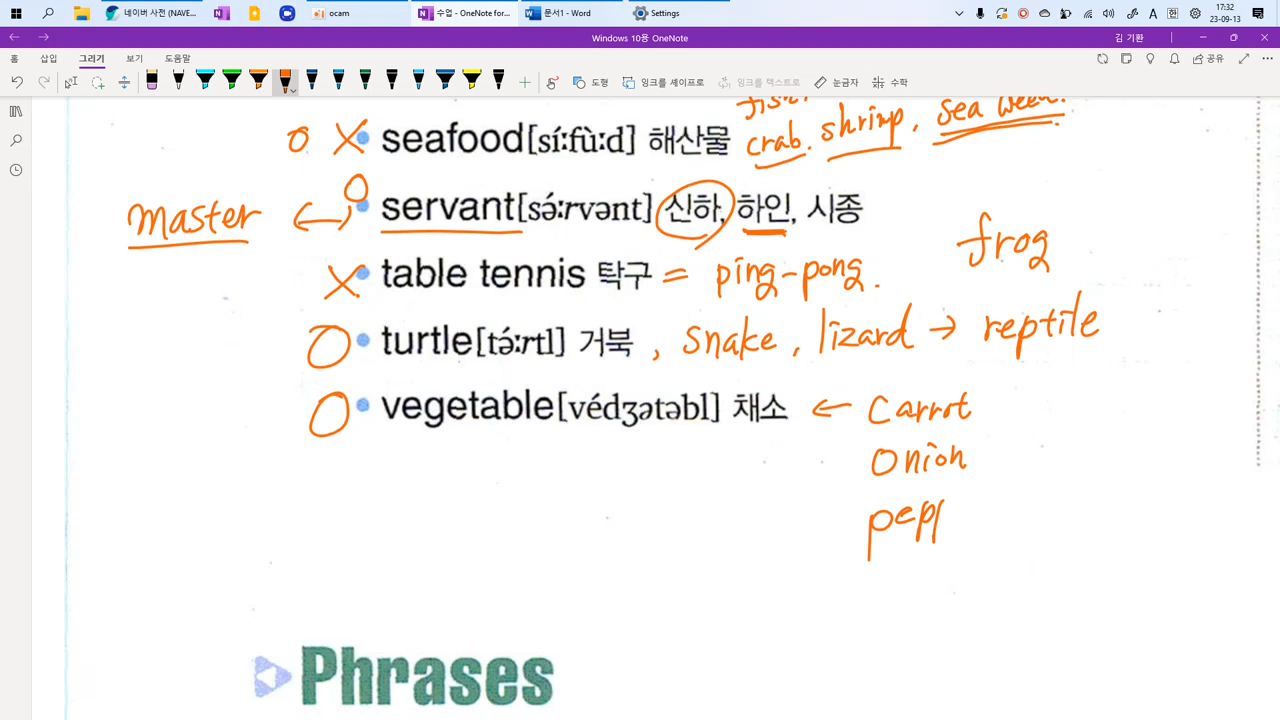 네이버 사전 (NAVE...
ocam
수업 - OneNote for...
문서1 - Word
Settings
A
한
17:32
23-09-13
Windows 10용 OneNote
김 기환
홈 삽입 그리기 보기 도움말
공유
도형 잉크를 셰이프로 잉크를 텍스트로 눈금자 수학
fish,
O X seafood[síːfùːd] 해산물 crab, shrimp, sea weed.
Master ← O servant[sə́ːrvənt] 신하, 하인, 시종
frog
X table tennis 탁구 = ping-pong.
O turtle[tə́ːrtl] 거북, snake, lizard → reptile
O vegetable[védʒətəbl] 채소 ← Carrot
Onion
pepp
Phrases